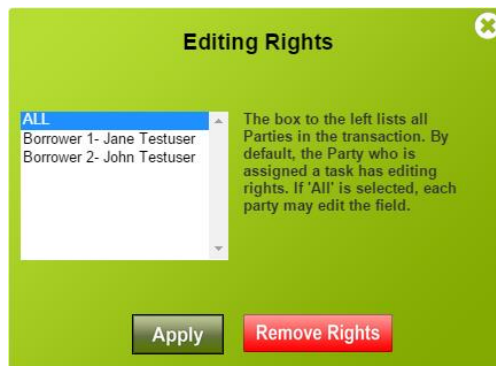 Editing Rights
ALL
Borrower 1- Jane Testuser
Borrower 2- John Testuser
The box to the left lists all
Parties in the transaction. By
default, the Party who is
assigned a task has editing
rights. If 'All' is selected, each
party may edit the field.
Apply
Remove Rights